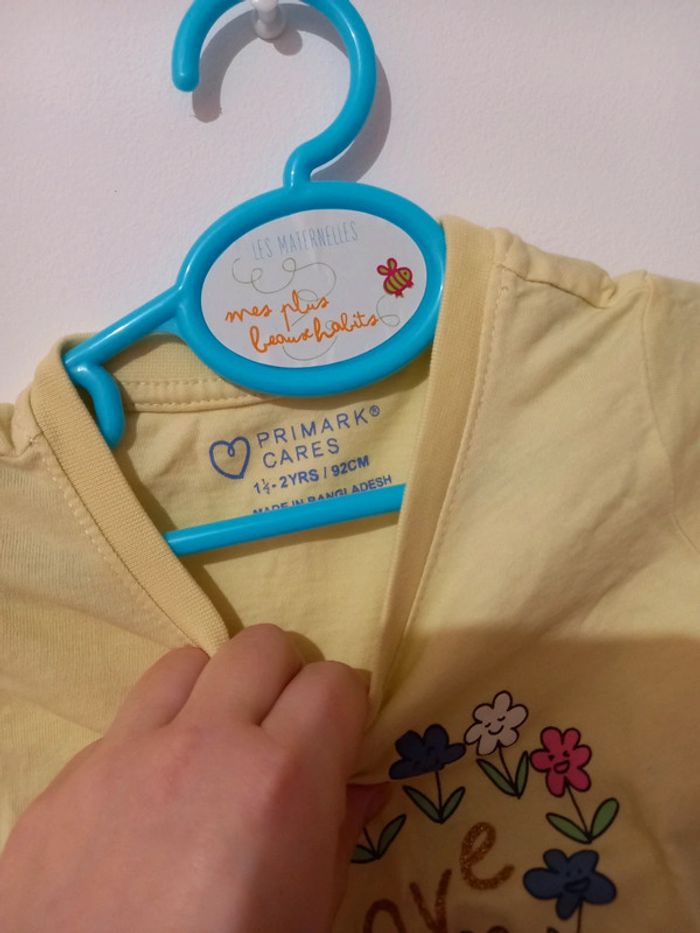 LES MATERNELLES
mes plus
beaux habits
PRIMARK®
CARES
1½-2YRS / 92CM
MADE IN BANGLADESH